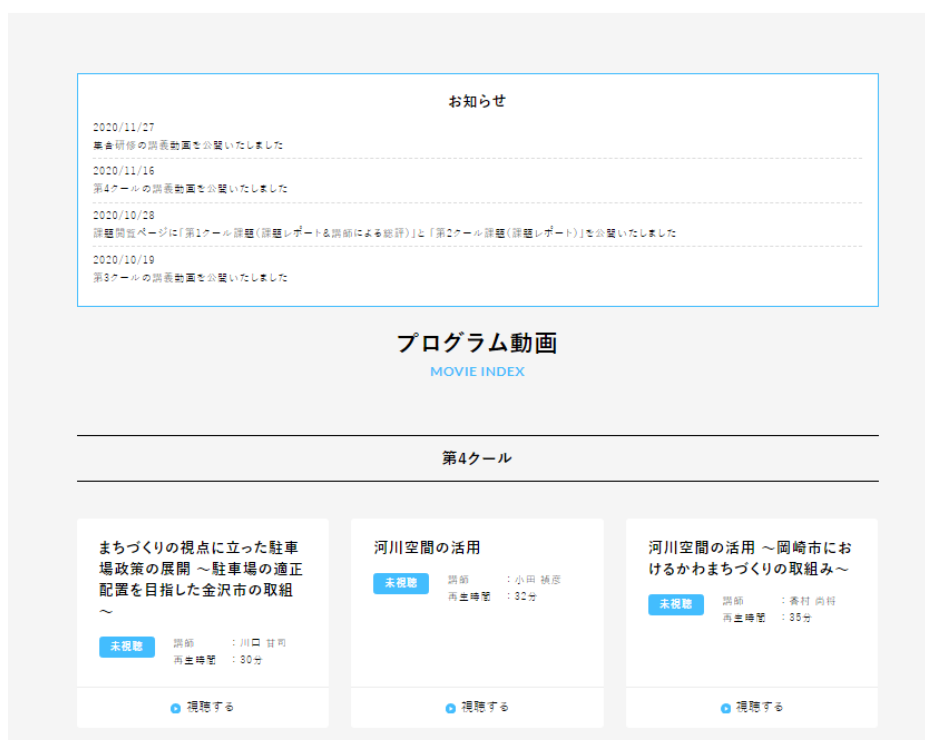 お知らせ
2020/11/27
集合研修の講義動画を公開いたしました
2020/11/16
第4クールの講義動画を公開いたしました
2020/10/28
課題閲覧ページに「第1クール課題(課題レポート&講師による総評)」と「第2クール課題(課題レポート)」を公開いたしました
2020/10/19
第3クールの講義動画を公開いたしました
プログラム動画
MOVIE INDEX
第4クール
まちづくりの視点に立った駐車
場政策の展開 ～駐車場の適正
配置を目指した金沢市の取組
～
未視聴
講師 ：川口 甘司
再生時間 ：30分
視聴する
河川空間の活用
未視聴
講師 ：小田
再生時間 ：32分
視聴する
河川空間の活用 ～岡崎市にお
けるかわまちづくりの取組み～
未視聴
講師 ：香村 尚将
再生時間 ：35分
視聴する